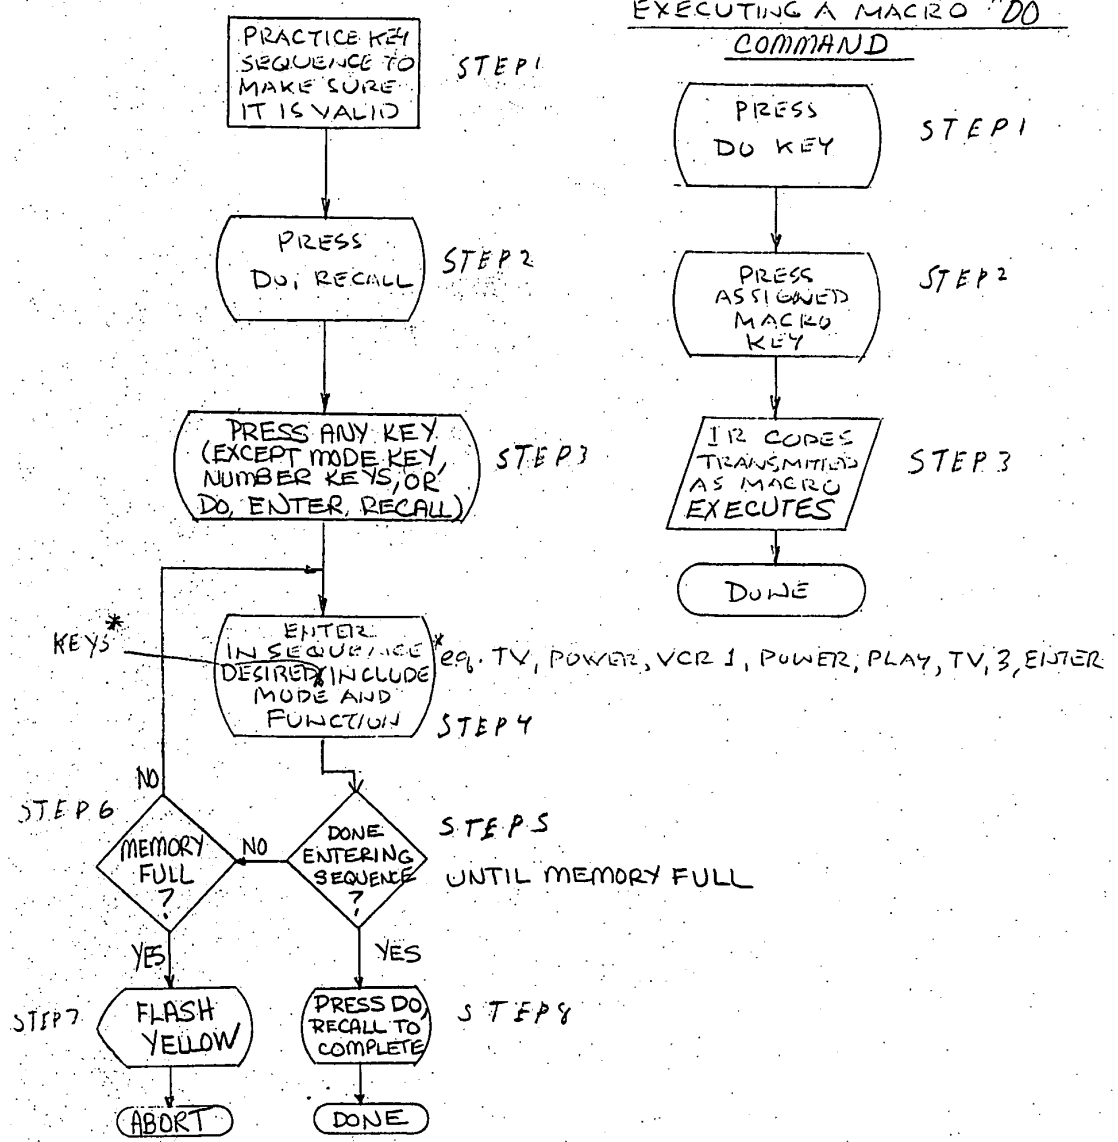 PRACTICE KEY
SEQUENCE TO
MAKE SURE
IT IS VALID
STEP 1
PRESS
DO, RECALL
STEP 2
PRESS ANY KEY
(EXCEPT MODE KEY,
NUMBER KEYS, OR
DO, ENTER, RECALL)
STEP 3
KEYS*
ENTER
IN SEQUENCE
DESIRED* INCLUDE
MODE AND
FUNCTION
*eg. TV, POWER, VCR 1, POWER, PLAY, TV, 3, ENTER
STEP 4
NO
STEP 6
MEMORY
FULL
?
NO
DONE
ENTERING
SEQUENCE
?
STEP 5
UNTIL MEMORY FULL
YES
YES
STEP 7
FLASH
YELLOW
PRESS DO,
RECALL TO
COMPLETE
STEP 8
ABORT
DONE
EXECUTING A MACRO "DO
COMMAND
PRESS
DO KEY
STEP 1
PRESS
ASSIGNED
MACRO
KEY
STEP 2
IR CODES
TRANSMITTED
AS MACRO
EXECUTES
STEP 3
DONE